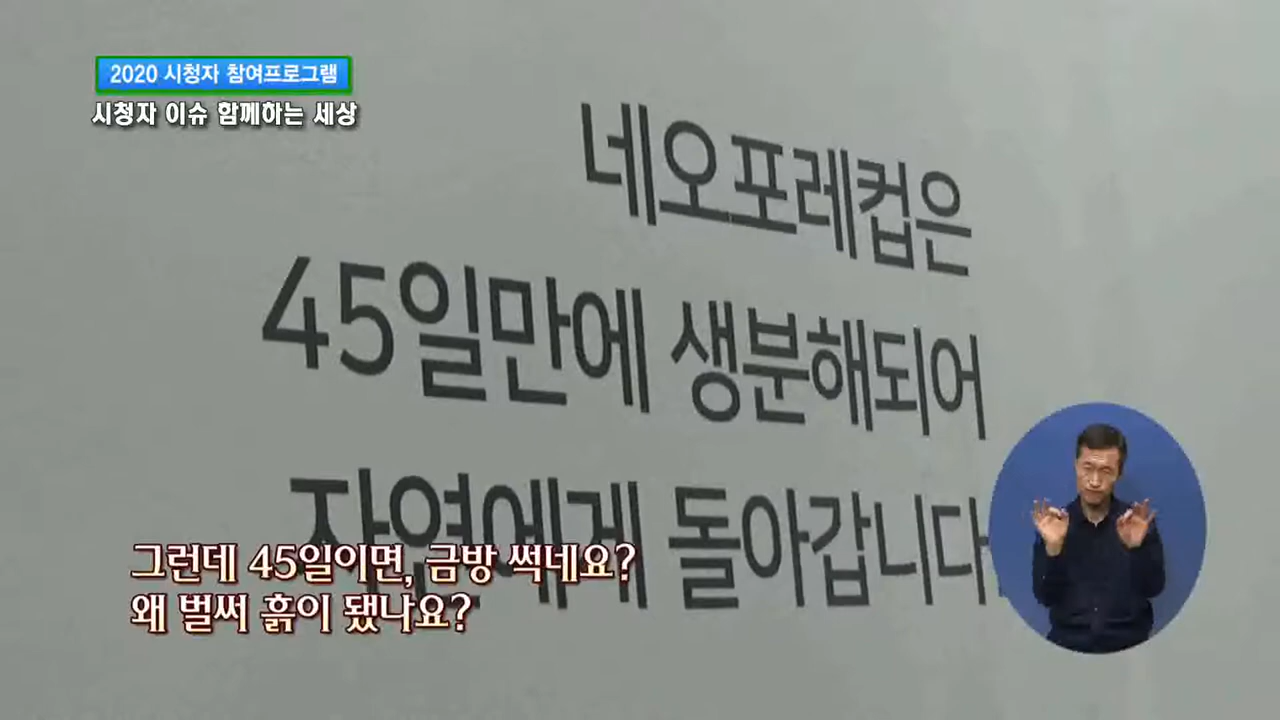 2020 시청자 참여프로그램
시청자 이슈 함께하는 세상
네오포레컵은
45일만에 생분해되어
자연에게 돌아갑니다.
그런데 45일이면, 금방 썩네요?
왜 벌써 흙이 됐나요?